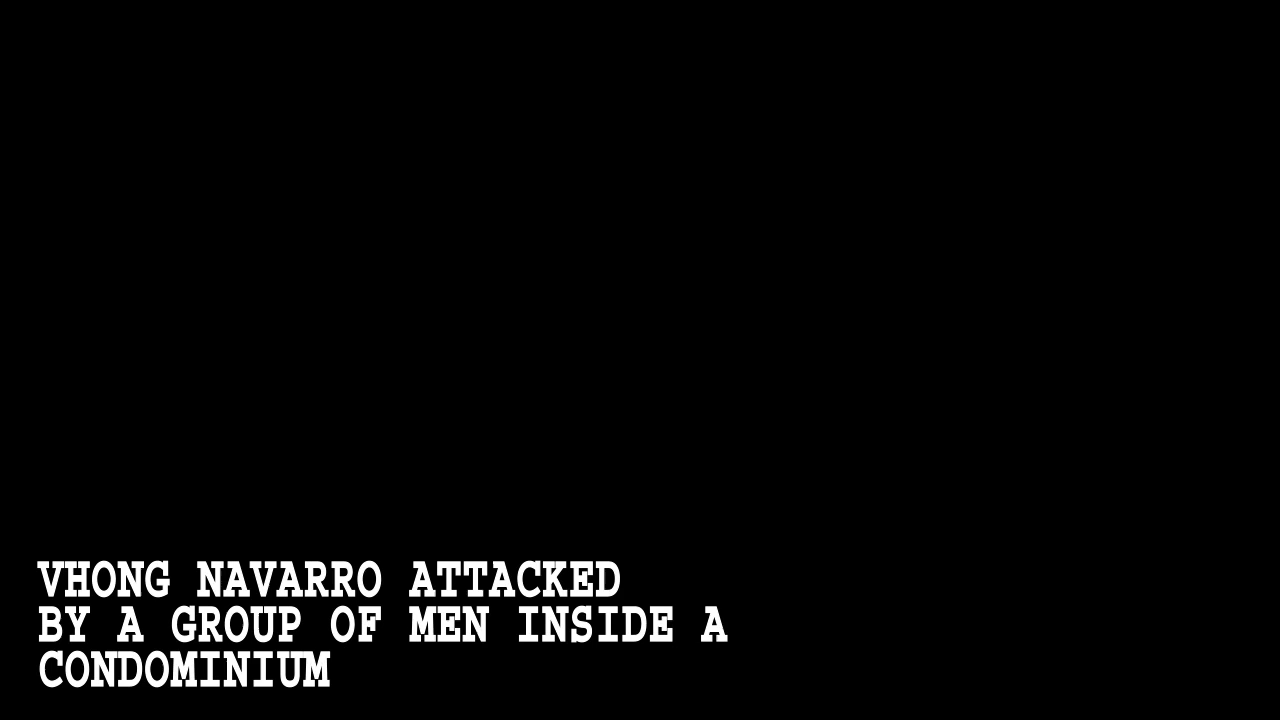 VHONG NAVARRO ATTACKED
BY A GROUP OF MEN INSIDE A
CONDOMINIUM